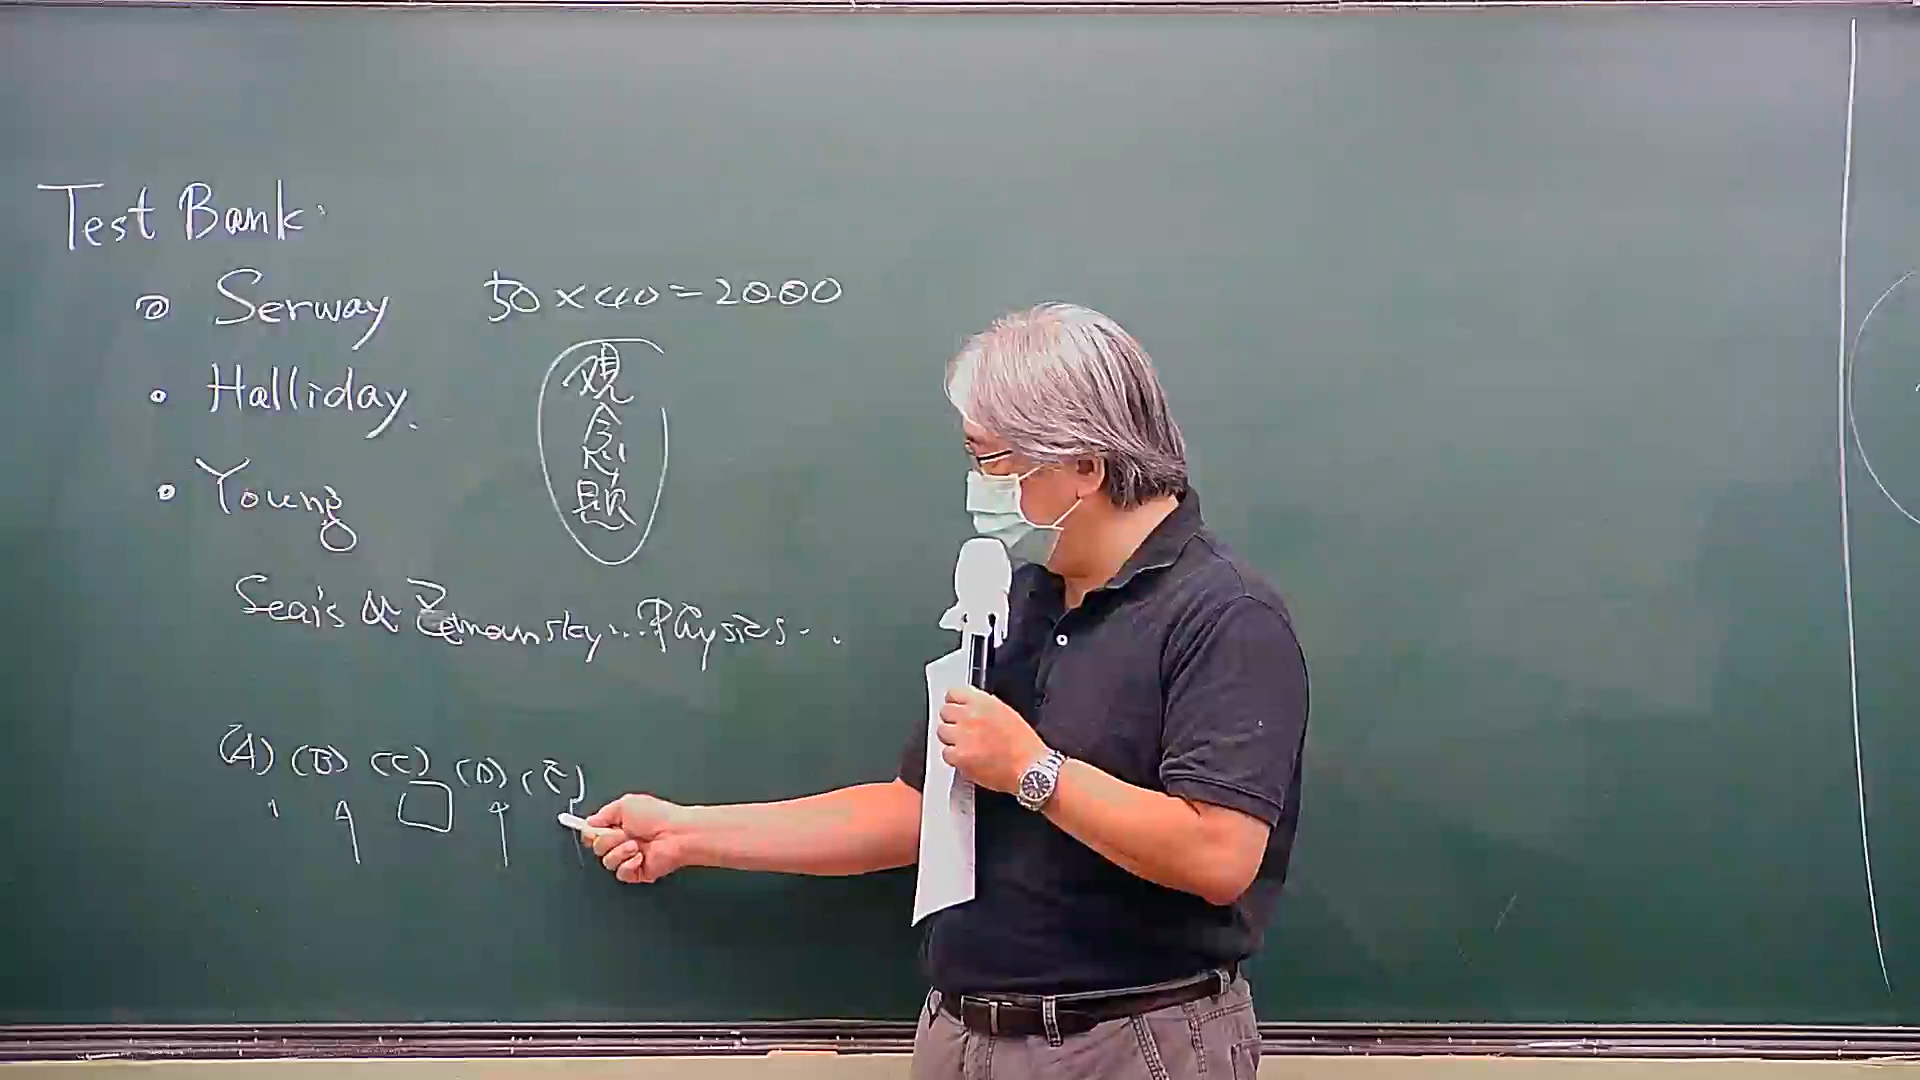 Test Bank:
Serway 50×40=2000
Halliday.
Young
觀念題
Sears & Zemansky...Physics..
(A) (B) (C) (D) (E)